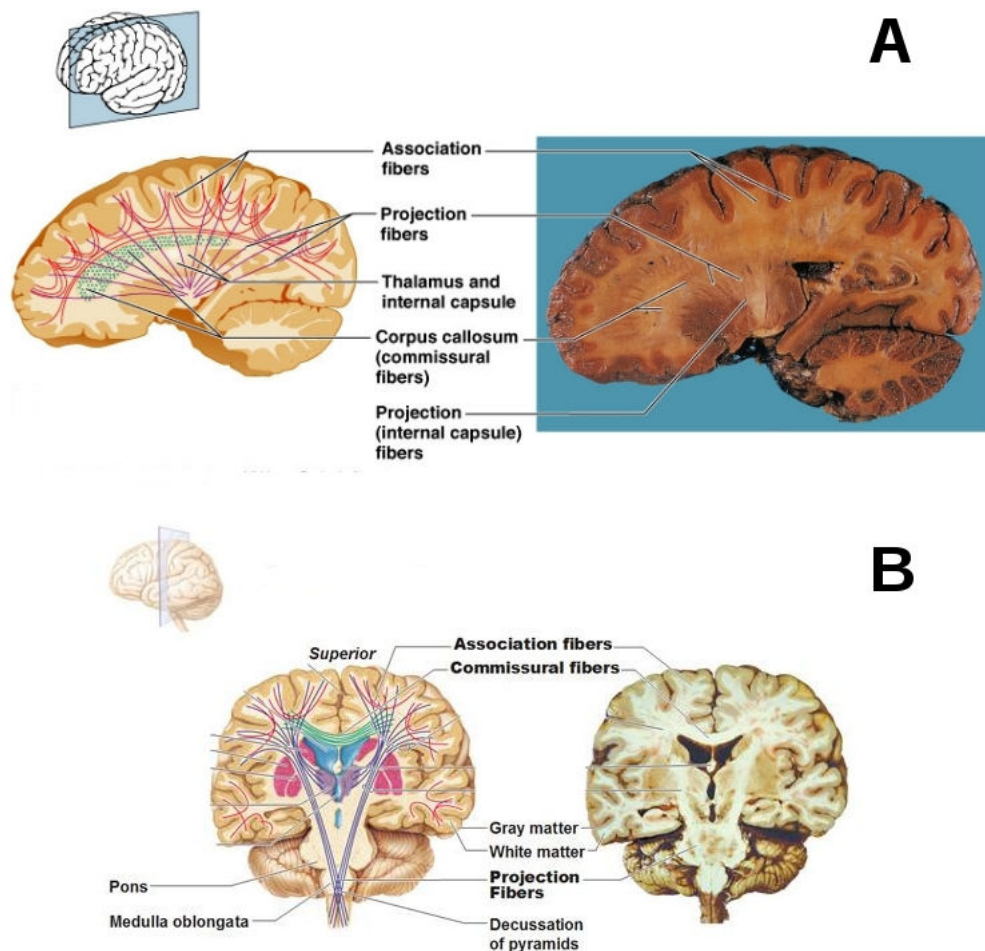 A
Association
fibers
Projection
fibers
Thalamus and
internal capsule
Corpus callosum
(commissural
fibers)
Projection
(internal capsule)
fibers
B
Superior
Association fibers
Commissural fibers
Gray matter
White matter
Pons
Projection
Fibers
Medulla oblongata
Decussation
of pyramids